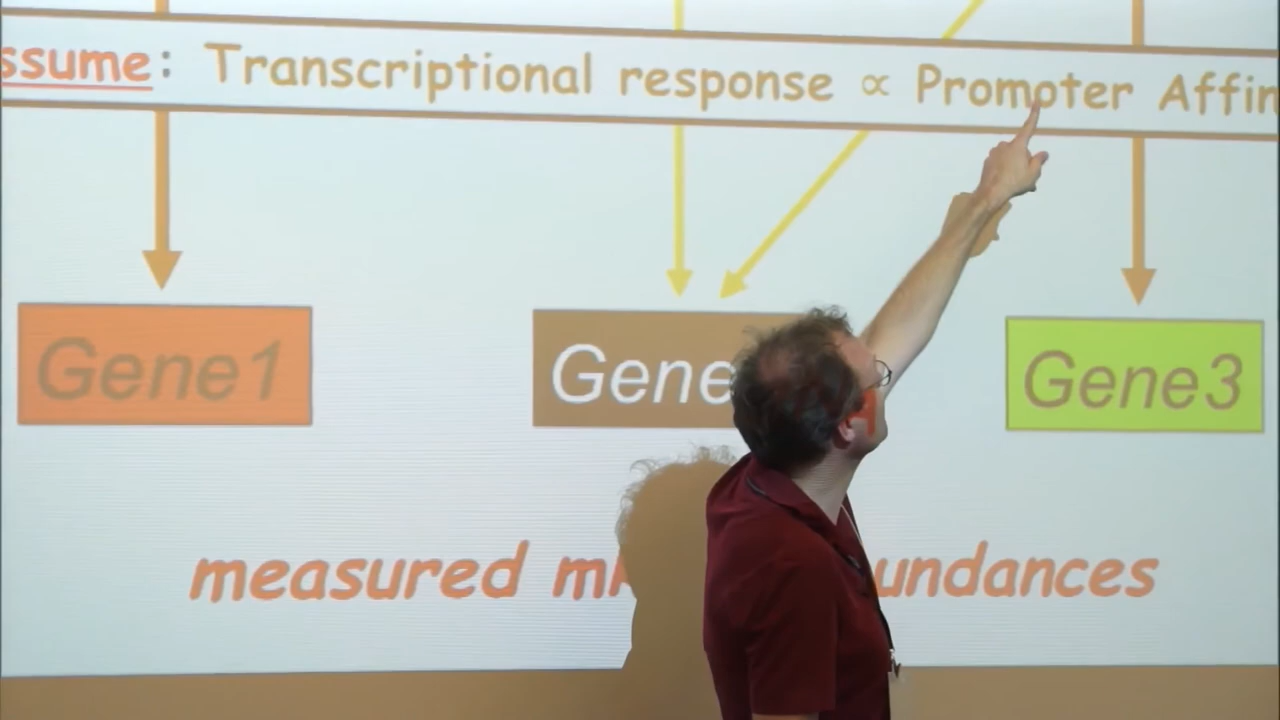 ssume: Transcriptional response ∝ Promoter Affin
Gene1 Gene Gene3
measured undances